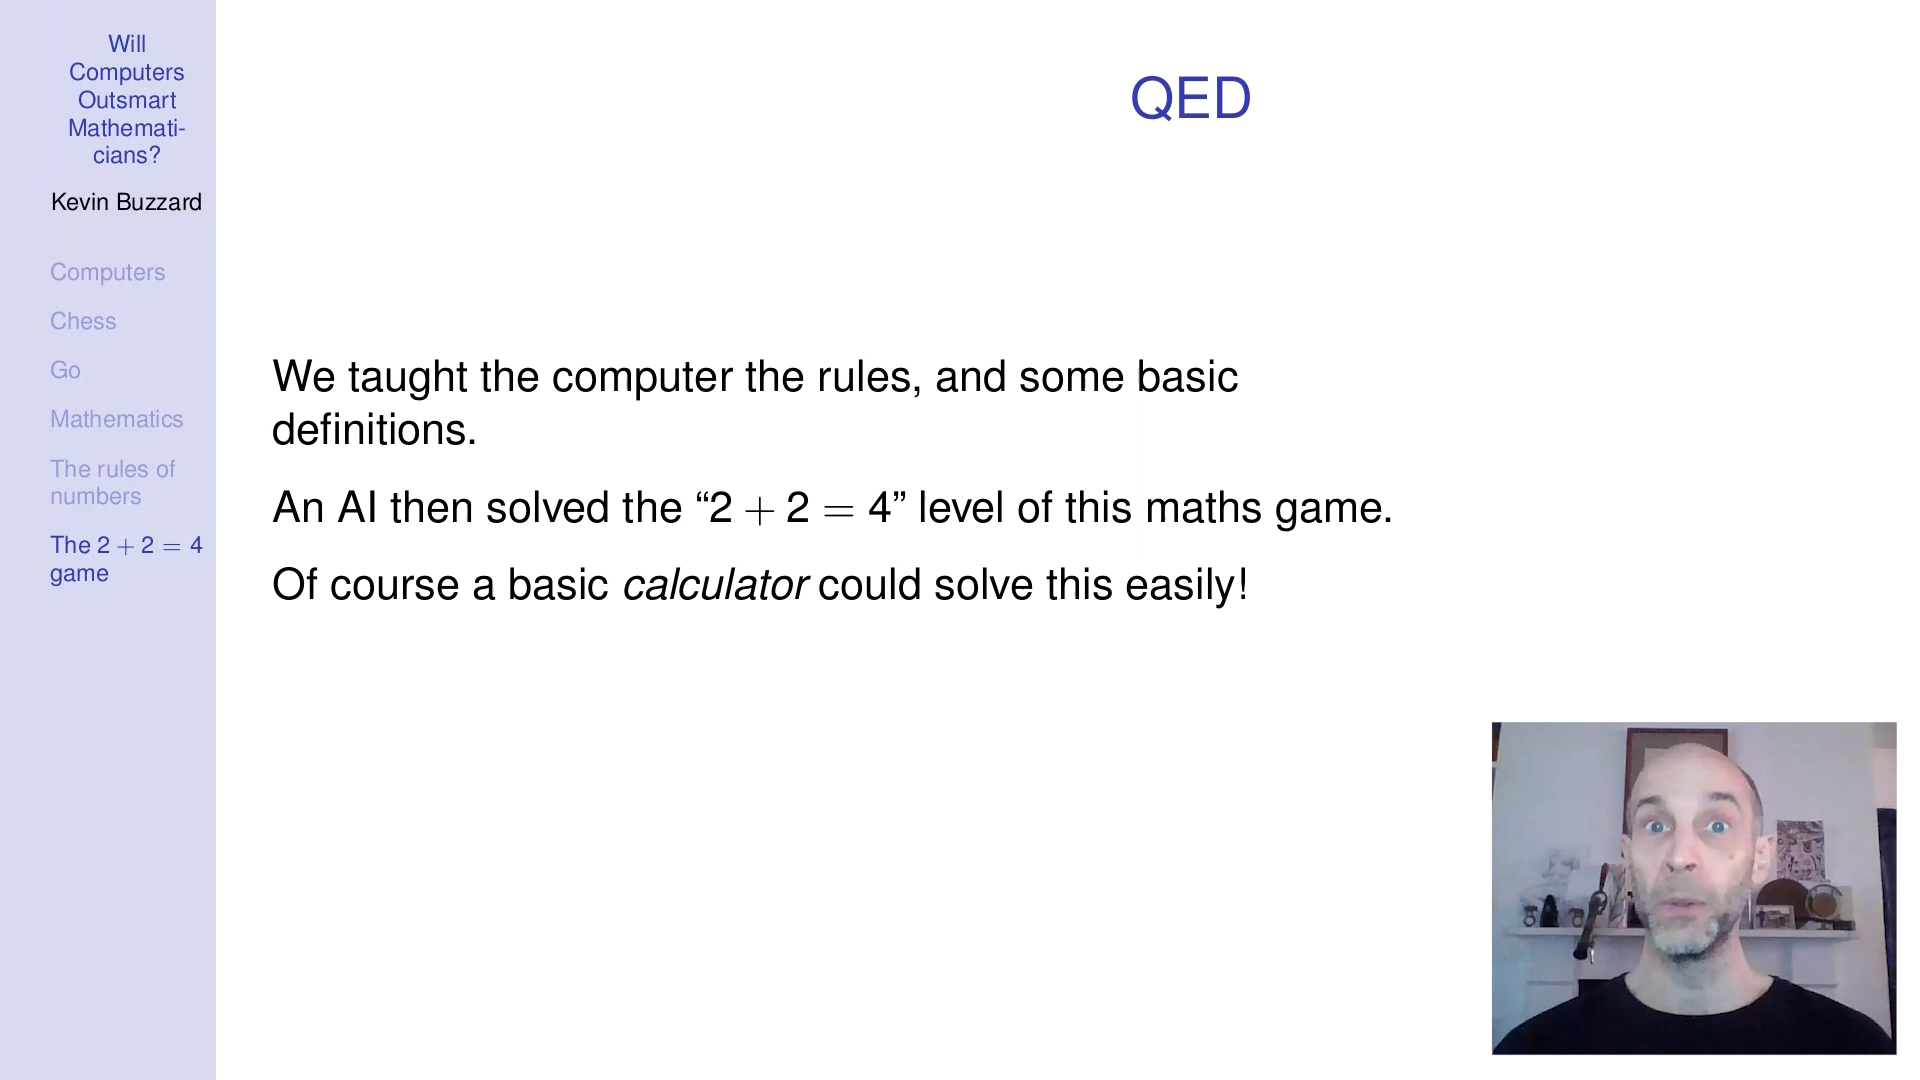 Will
Computers
Outsmart
Mathemati-
cians?
Kevin Buzzard
Computers
Chess
Go
Mathematics
The rules of
numbers
The 2 + 2 = 4
game
QED
We taught the computer the rules, and some basic
definitions.
An AI then solved the “2 + 2 = 4” level of this maths game.
Of course a basic calculator could solve this easily!